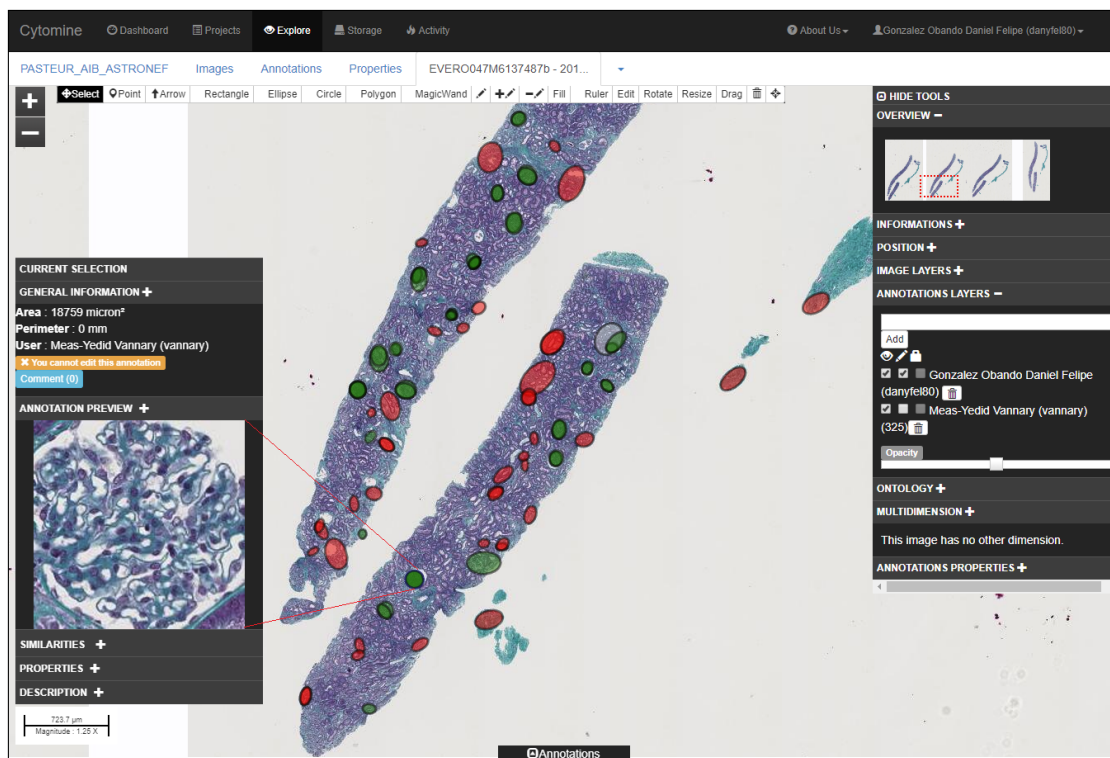 Cytomine Dashboard Projects Explore Storage Activity About Us Gonzalez Obando Daniel Felipe (danyfel80)
PASTEUR_AIB_ASTRONEF Images Annotations Properties EVERO047M6137487b - 201...
+ Select Point Arrow Rectangle Ellipse Circle Polygon MagicWand Fill Ruler Edit Rotate Resize Drag
−
CURRENT SELECTION
GENERAL INFORMATION +
Area : 18759 micron²
Perimeter : 0 mm
User : Meas-Yedid Vannary (vannary)
You cannot edit this annotation
Comment (0)
ANNOTATION PREVIEW +
SIMILARITIES +
PROPERTIES +
DESCRIPTION +
723.7 µm
Magnitude : 1.25 X
Annotations
HIDE TOOLS
OVERVIEW −
INFORMATIONS +
POSITION +
IMAGE LAYERS +
ANNOTATIONS LAYERS −
Add
Gonzalez Obando Daniel Felipe
(danyfel80)
Meas-Yedid Vannary (vannary)
(325)
Opacity
ONTOLOGY +
MULTIDIMENSION +
This image has no other dimension.
ANNOTATIONS PROPERTIES +